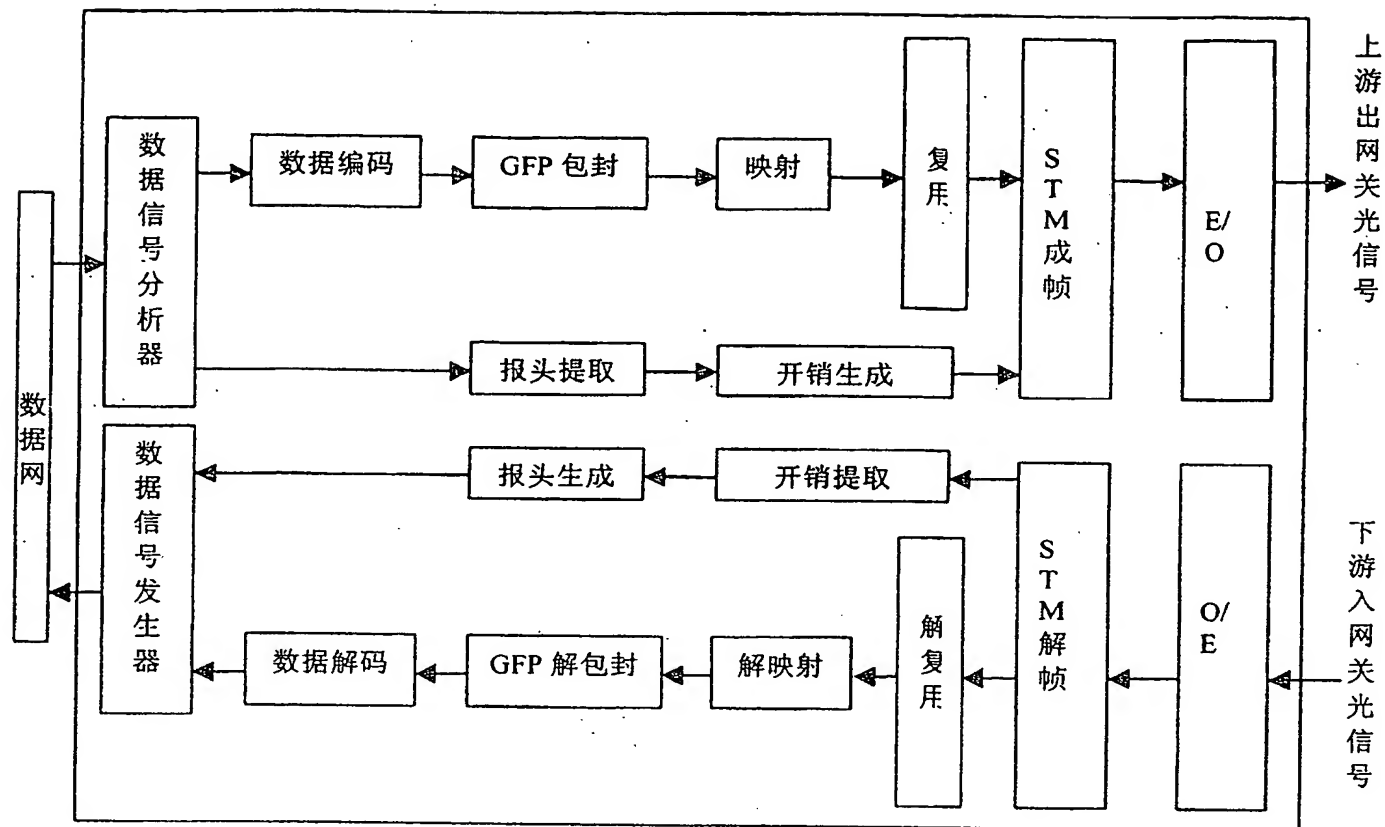 数据网
数据信号分析器
数据编码
GFP 包封
映射
复用
STM成帧
E/O
上游出网关光信号
报头提取
开销生成
数据信号发生器
报头生成
开销提取
STM解帧
O/E
下游入网关光信号
数据解码
GFP 解包封
解映射
解复用